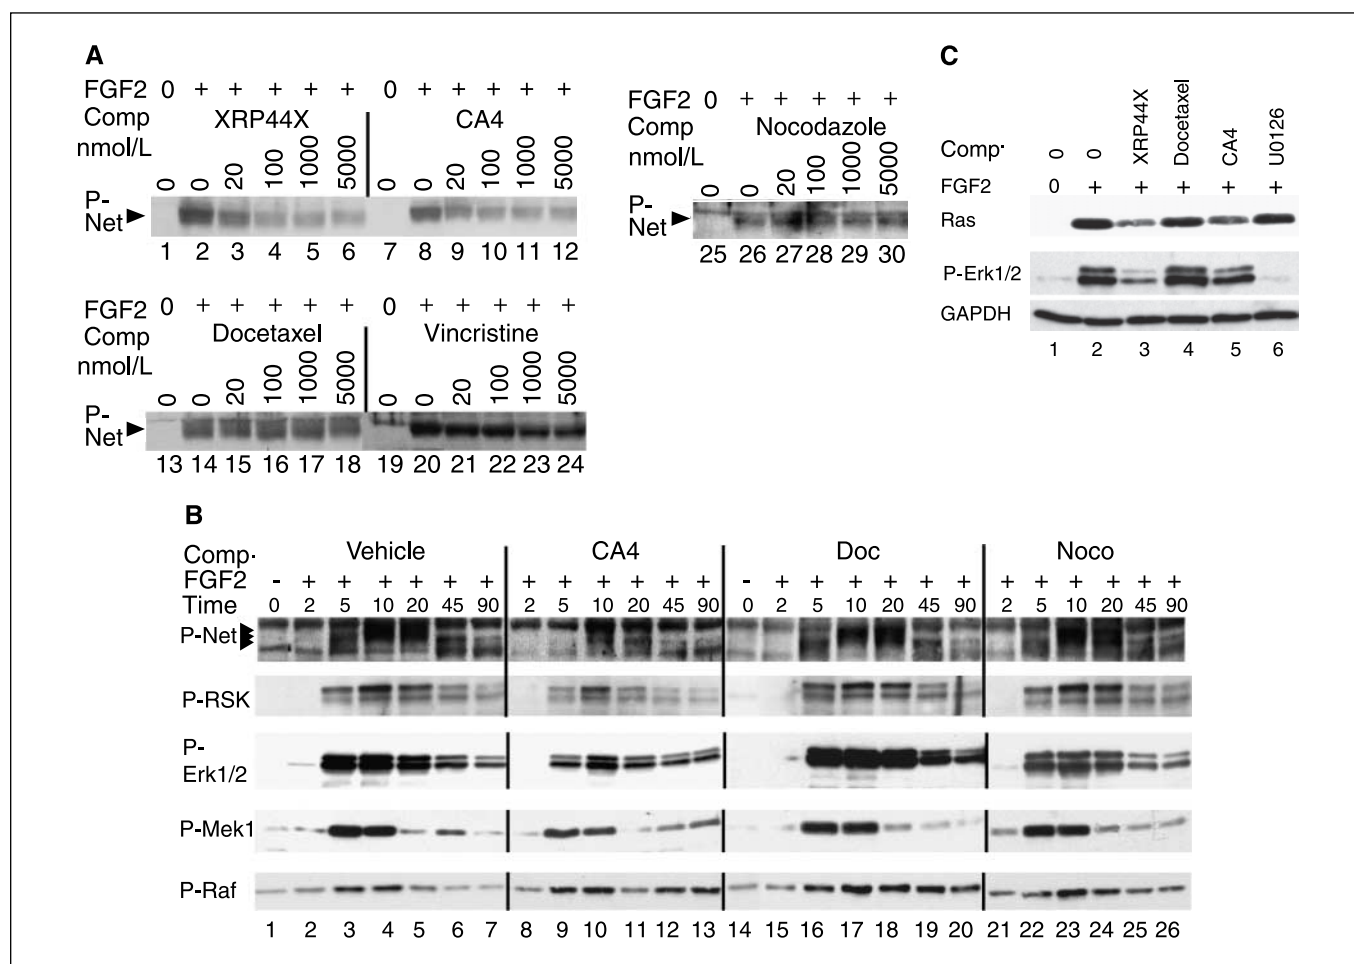 A
FGF2 0 + + + + + 0 + + + + +
Comp XRP44X CA4
nmol/L 0 0 20 100 1000 5000 0 0 20 100 1000 5000
P-
Net
1 2 3 4 5 6 7 8 9 10 11 12
FGF2 0 + + + + +
Comp Nocodazole
nmol/L 0 0 20 100 1000 5000
P-
Net
25 26 27 28 29 30
FGF2 0 + + + + + 0 + + + + +
Comp Docetaxel Vincristine
nmol/L 0 0 20 100 1000 5000 0 0 20 100 1000 5000
P-
Net
13 14 15 16 17 18 19 20 21 22 23 24
C
Comp· 0 0 XRP44X Docetaxel CA4 U0126
FGF2 0 + + + + +
Ras
P-Erk1/2
GAPDH
1 2 3 4 5 6
B
Comp· Vehicle CA4 Doc Noco
FGF2 - + + + + + + + + + + + + - + + + + + + + + + + + +
Time 0 2 5 10 20 45 90 2 5 10 20 45 90 0 2 5 10 20 45 90 2 5 10 20 45 90
P-Net
P-RSK
P-
Erk1/2
P-Mek1
P-Raf
1 2 3 4 5 6 7 8 9 10 11 12 13 14 15 16 17 18 19 20 21 22 23 24 25 26